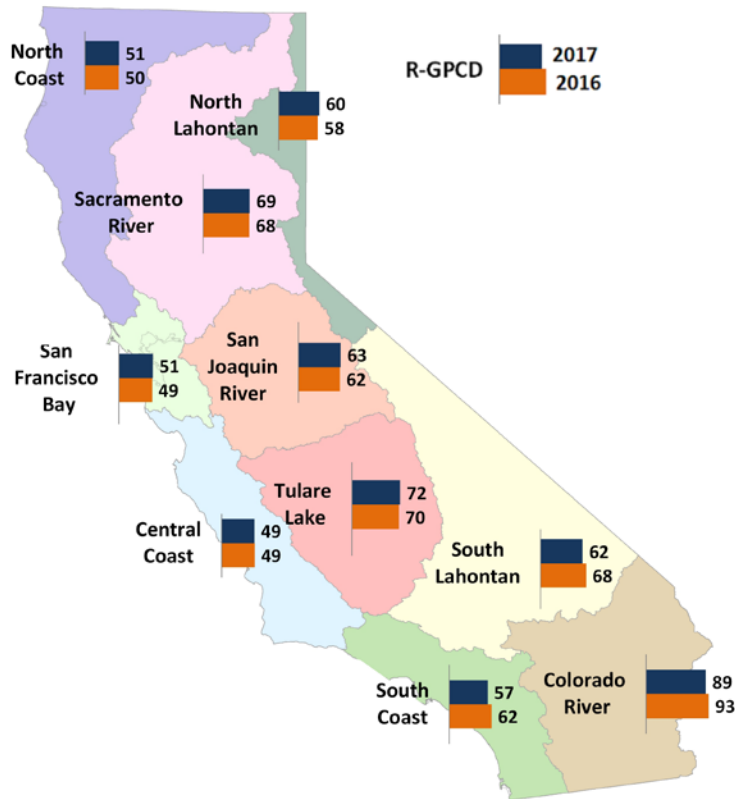 R-GPCD
2017
2016
North
Coast
51
50
North
Lahontan
60
58
Sacramento
River
69
68
San
Francisco
Bay
51
49
San
Joaquin
River
63
62
Tulare
Lake
72
70
Central
Coast
49
49
South
Lahontan
62
68
South
Coast
57
62
Colorado
River
89
93